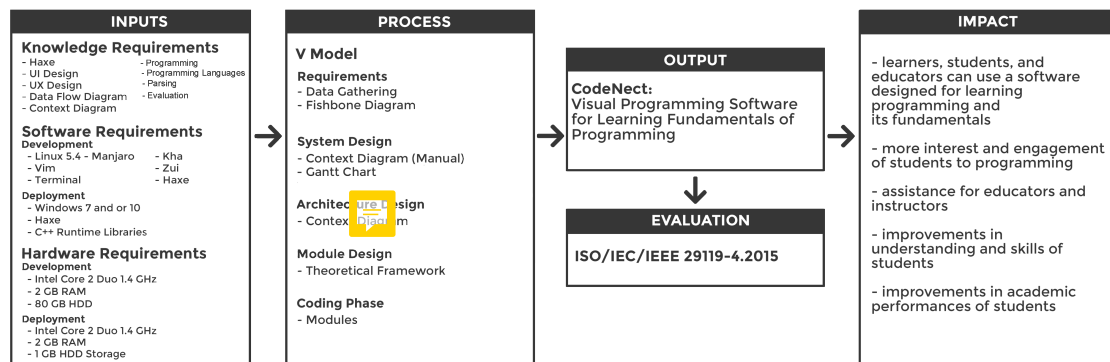 INPUTS
Knowledge Requirements
- Haxe
- UI Design
- UX Design
- Data Flow Diagram
- Context Diagram
- Programming
- Programming Languages
- Parsing
- Evaluation
Software Requirements
Development
- Linux 5.4 - Manjaro
- Vim
- Terminal
- Kha
- Zui
- Haxe
Deployment
- Windows 7 and or 10
- Haxe
- C++ Runtime Libraries
Hardware Requirements
Development
- Intel Core 2 Duo 1.4 GHz
- 2 GB RAM
- 80 GB HDD
Deployment
- Intel Core 2 Duo 1.4 GHz
- 2 GB RAM
- 1 GB HDD Storage
PROCESS
V Model
Requirements
- Data Gathering
- Fishbone Diagram
System Design
- Context Diagram (Manual)
- Gantt Chart
Architecture Design
- Context Diagram
Module Design
- Theoretical Framework
Coding Phase
- Modules
OUTPUT
CodeNect:
Visual Programming Software
for Learning Fundamentals of
Programming
EVALUATION
ISO/IEC/IEEE 29119-4.2015
IMPACT
- learners, students, and
educators can use a software
designed for learning
programming and
its fundamentals
- more interest and engagement
of students to programming
- assistance for educators and
instructors
- improvements in
understanding and skills of
students
- improvements in academic
performances of students